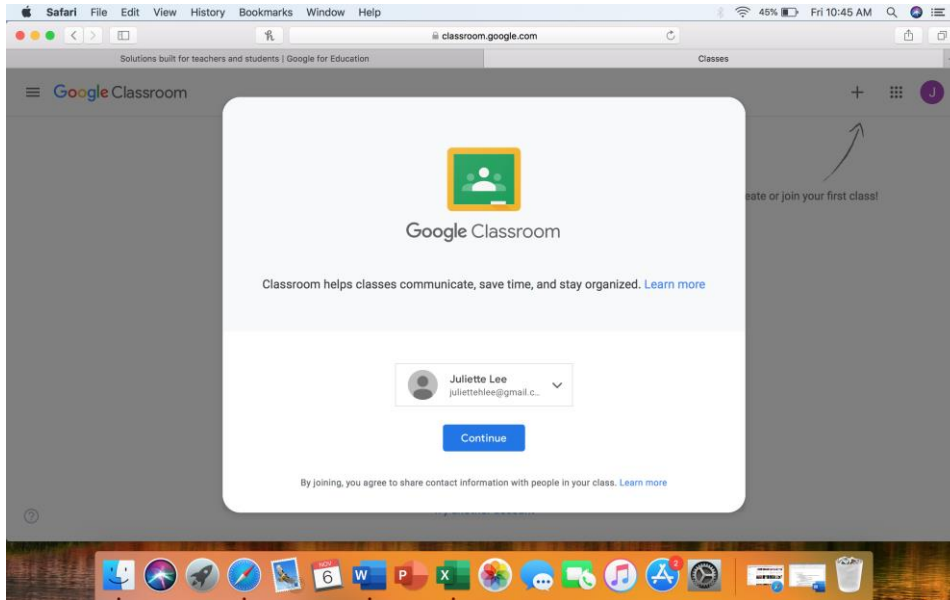 Safari File Edit View History Bookmarks Window Help 45% Fri 10:45 AM
classroom.google.com
Solutions built for teachers and students | Google for Education Classes
Google Classroom J
eate or join your first class!
Google Classroom
Classroom helps classes communicate, save time, and stay organized. Learn more
Juliette Lee
juliettehlee@gmail.c...
Continue
By joining, you agree to share contact information with people in your class. Learn more
NOV
6 W P X 2